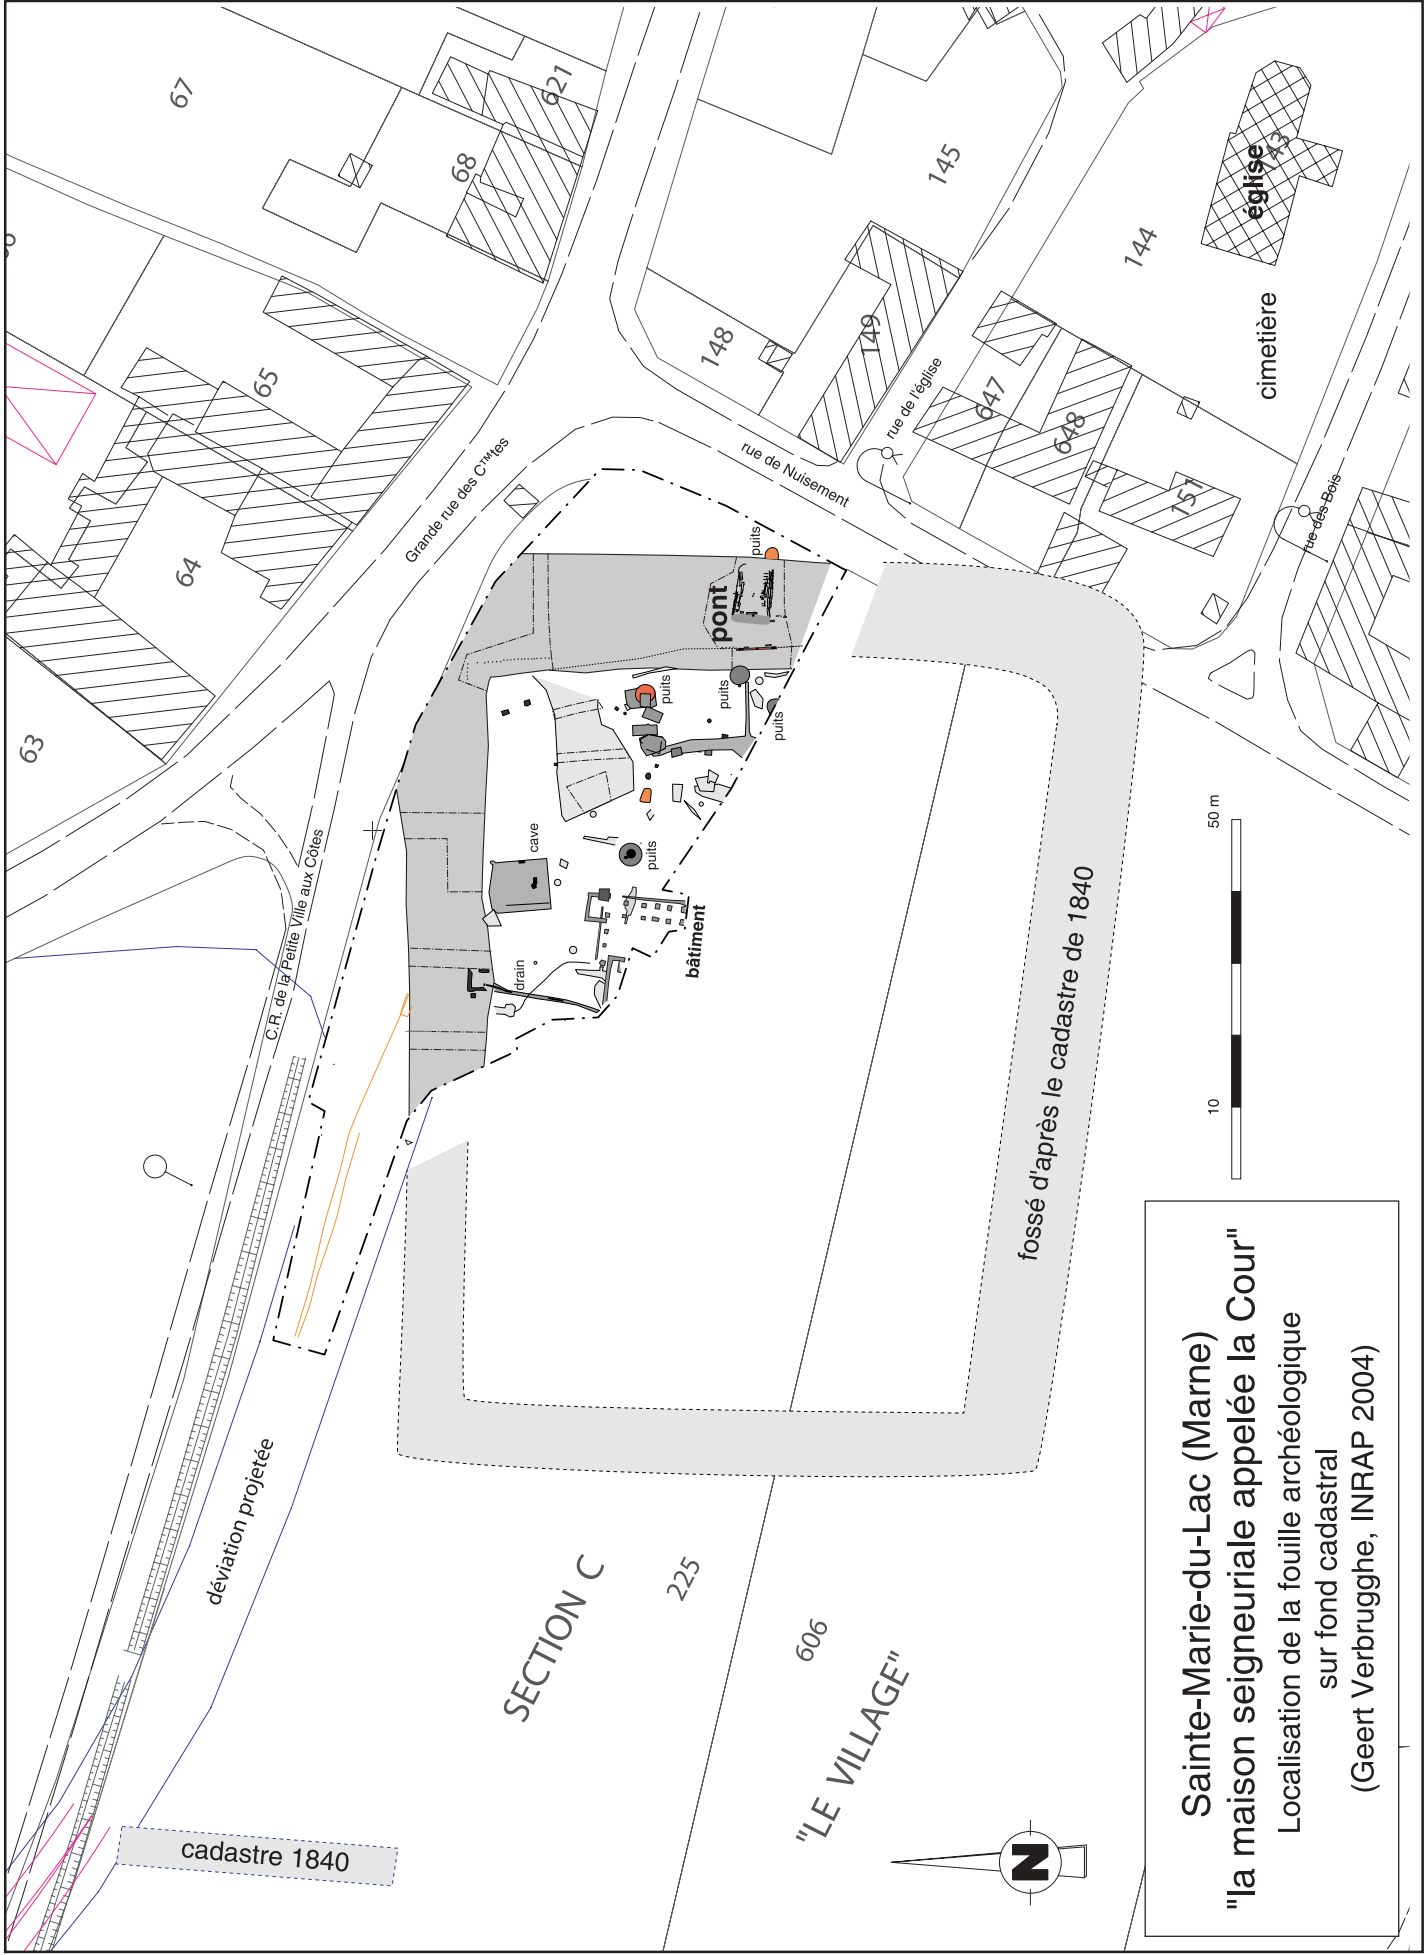 67
621
68
145
143
église
144
cimetière
65
148
149
rue de l'église
647
648
151
rue des Bois
rue de Nuisement
Grande rue des C™tes
64
63
C.R. de la Petite Ville aux Côtes
pont
puits
puits
puits
puits
puits
cave
drain
bâtiment
fossé d'après le cadastre de 1840
déviation projetée
SECTION C
225
606
"LE VILLAGE"
cadastre 1840
N
10
50 m
Sainte-Marie-du-Lac (Marne)
"la maison seigneuriale appelée la Cour"
Localisation de la fouille archéologique
sur fond cadastral
(Geert Verbrugghe, INRAP 2004)